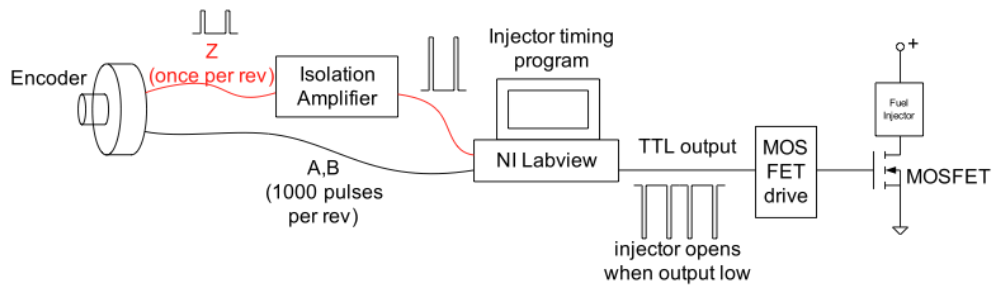 Encoder
Z
(once per rev)
Isolation
Amplifier
A,B
(1000 pulses
per rev)
Injector timing
program
NI Labview
TTL output
injector opens
when output low
MOS
FET
drive
+
Fuel
Injector
MOSFET